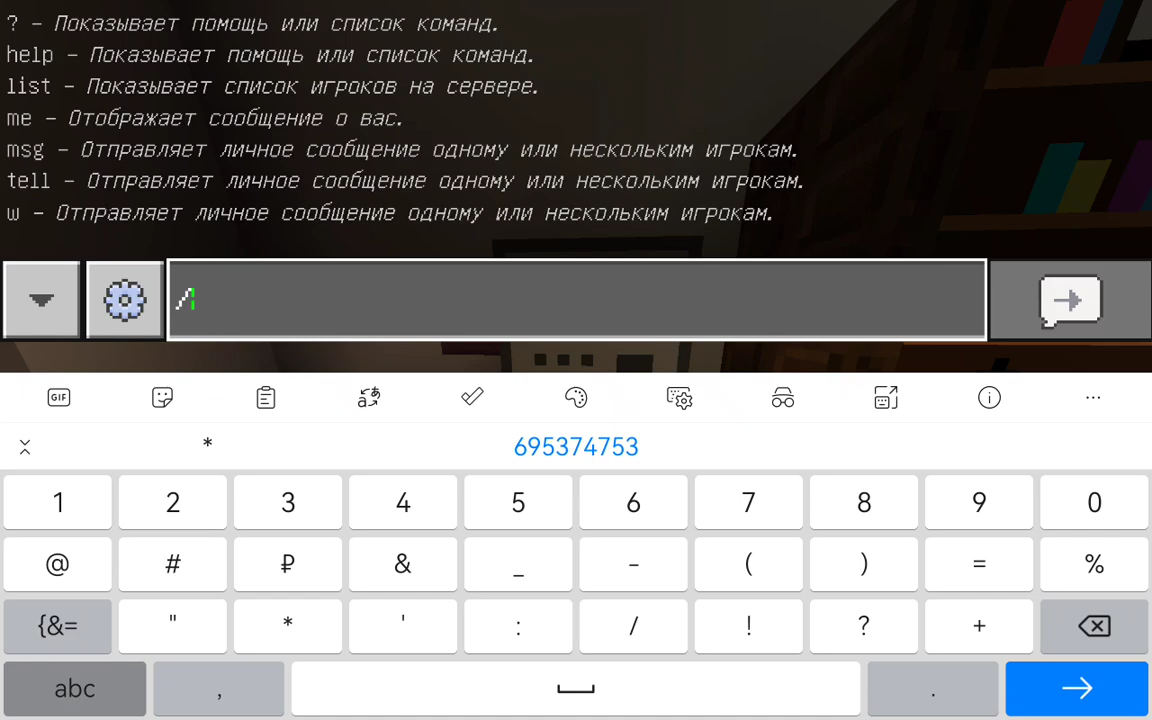 ? – Показывает помощь или список команд.
help – Показывает помощь или список команд.
list – Показывает список игроков на сервере.
me – Отображает сообщение о вас.
msg – Отправляет личное сообщение одному или нескольким игрокам.
tell – Отправляет личное сообщение одному или нескольким игрокам.
w – Отправляет личное сообщение одному или нескольким игрокам.
/
GIF
* 695374753
1 2 3 4 5 6 7 8 9 0
@ # ₽ & _ - ( ) = %
{&= " * ' : / ! ? +
abc , .